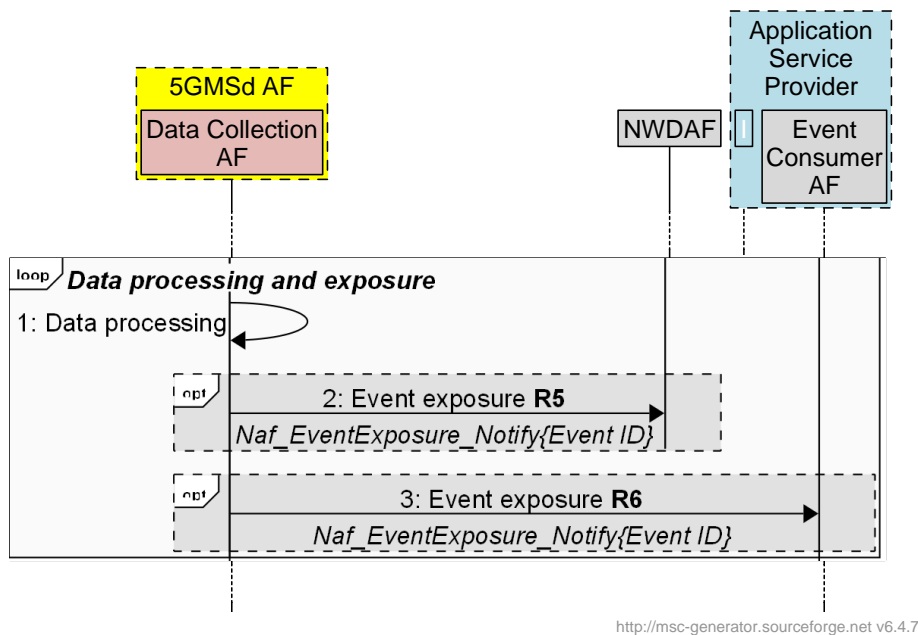 Application
Service
Provider
5GMSd AF
Data Collection
AF
NWDAF
I
Event
Consumer
AF
loop
Data processing and exposure
1: Data processing
opt
2: Event exposure R5
Naf_EventExposure_Notify{Event ID}
opt
3: Event exposure R6
Naf_EventExposure_Notify{Event ID}
http://msc-generator.sourceforge.net v6.4.7